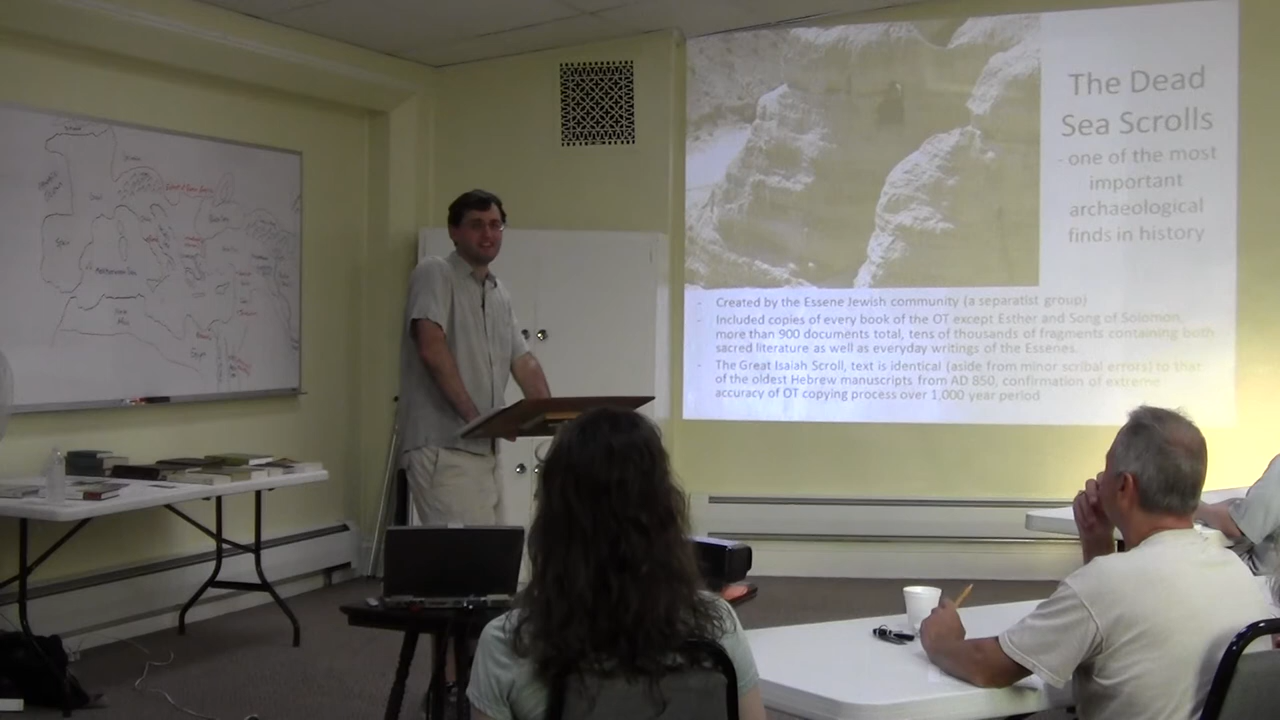 The Dead
Sea Scrolls
- one of the most
important
archaeological
finds in history
- Created by the Essene Jewish community (a separatist group)
- Included copies of every book of the OT except Esther and Song of Solomon,
more than 900 documents total, tens of thousands of fragments containing both
sacred literature as well as everyday writings of the Essenes.
- The Great Isaiah Scroll, text is identical (aside from minor scribal errors) to that
of the oldest Hebrew manuscripts from AD 850, confirmation of extreme
accuracy of OT copying process over 1,000 year period
Spain
Mediterranean Sea
North
Africa
Egypt